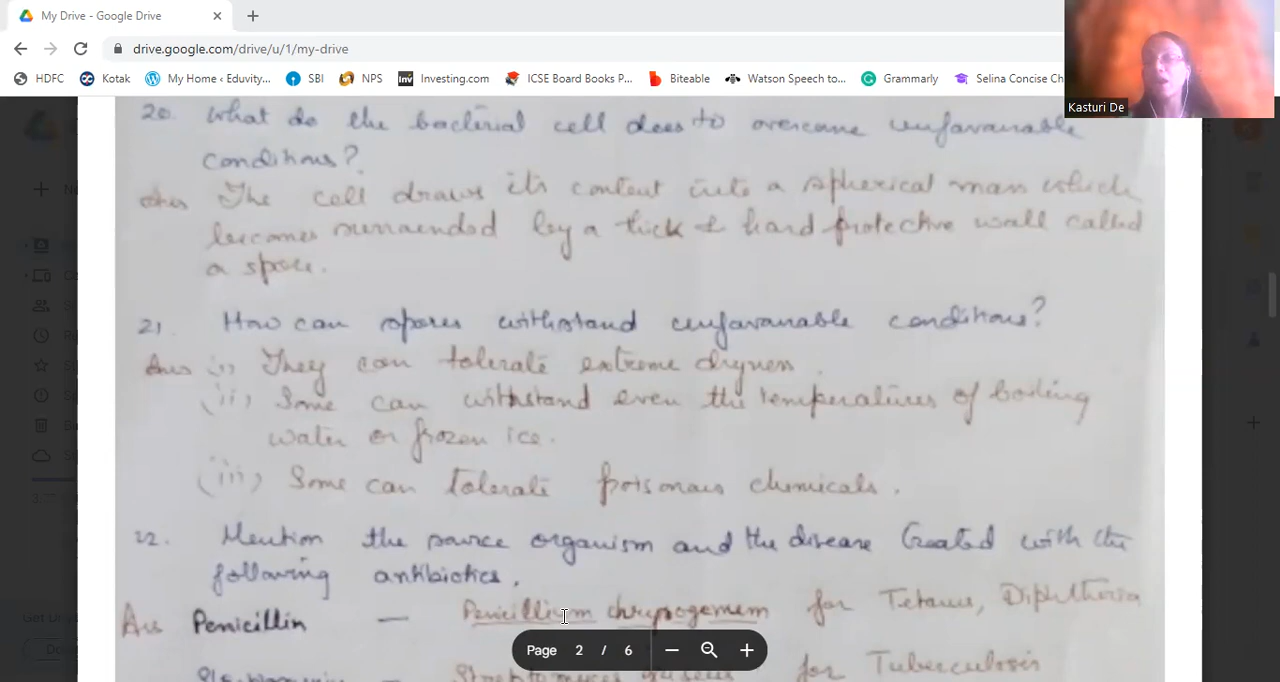 My Drive - Google Drive
drive.google.com/drive/u/1/my-drive
HDFC Kotak My Home ‹ Eduvity... SBI NPS Investing.com ICSE Board Books P... Biteable Watson Speech to... Grammarly Selina Concise Ch
Kasturi De
20. What do the bacterial cell does to overcome unfavourable
conditions?
Ans The cell draws its content into a spherical mass which
becomes surrounded by a thick & hard protective wall called
a spore.
21. How can spores withstand unfavourable conditions?
Ans (i) They can tolerate extreme dryness.
(ii) Some can withstand even the temperatures of boiling
water or frozen ice.
(iii) Some can tolerate poisonous chemicals.
22. Mention the source organism and the disease treated with the
following antibiotics.
Ans Penicillin — Penicillium chrysogenum for Tetanus, Diphtheria
for Tuberculosis
Page 2 / 6